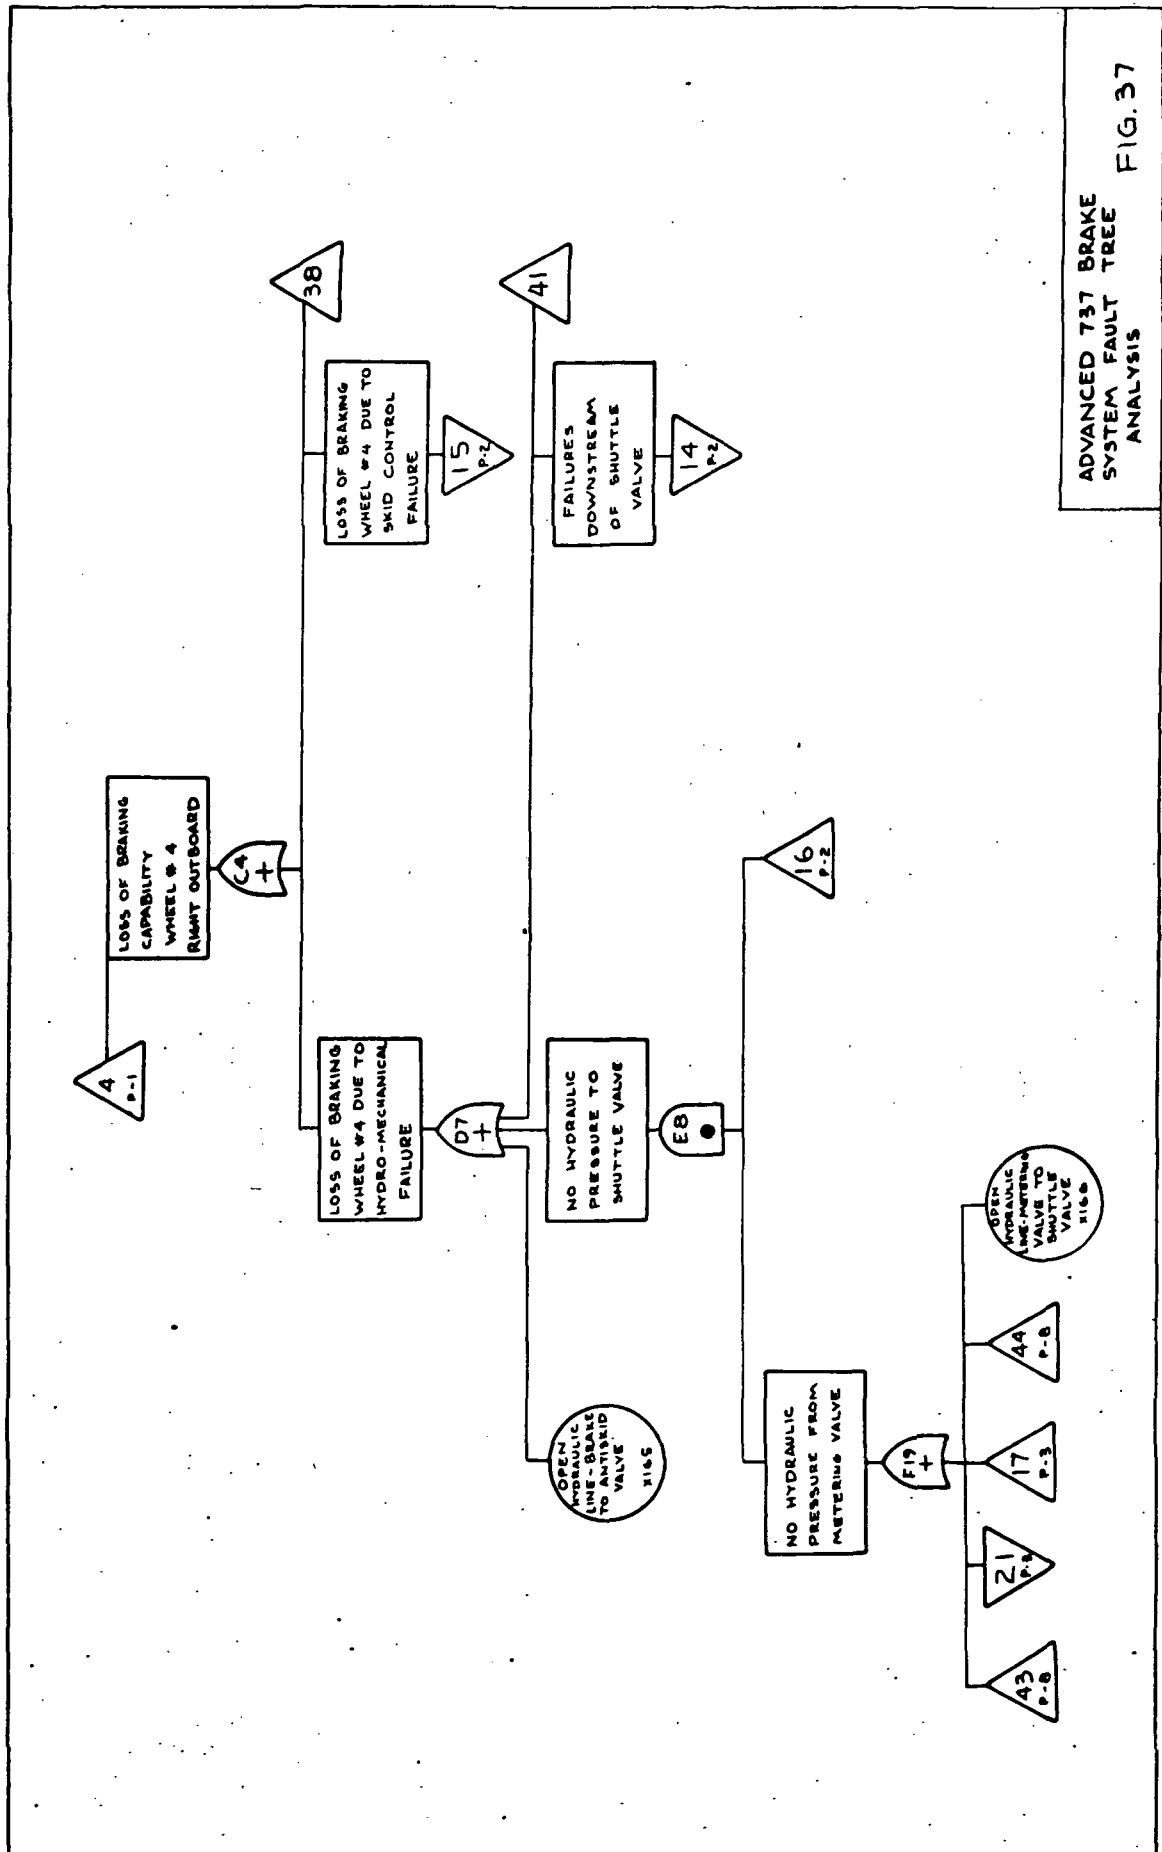 4
P-1
LOSS OF BRAKING
CAPABILITY
WHEEL # 4
RIGHT OUTBOARD
C4
+
LOSS OF BRAKING
WHEEL #4 DUE TO
HYDRO-MECHANICAL
FAILURE
LOSS OF BRAKING
WHEEL #4 DUE TO
SKID CONTROL
FAILURE
38
15
P-2
D7
+
OPEN
HYDRAULIC
LINE-BRAKE
TO ANTISKID
VALVE
X165
NO HYDRAULIC
PRESSURE TO
SHUTTLE VALVE
FAILURES
DOWNSTREAM
OF SHUTTLE
VALVE
41
14
P-2
E8
NO HYDRAULIC
PRESSURE FROM
METERING VALVE
16
P-2
F19
+
43
P-8
21
17
P-3
44
P-8
OPEN
HYDRAULIC
LINE-METERING
VALVE TO
SHUTTLE
VALVE
X166
ADVANCED 737 BRAKE
SYSTEM FAULT TREE
ANALYSIS
FIG. 37